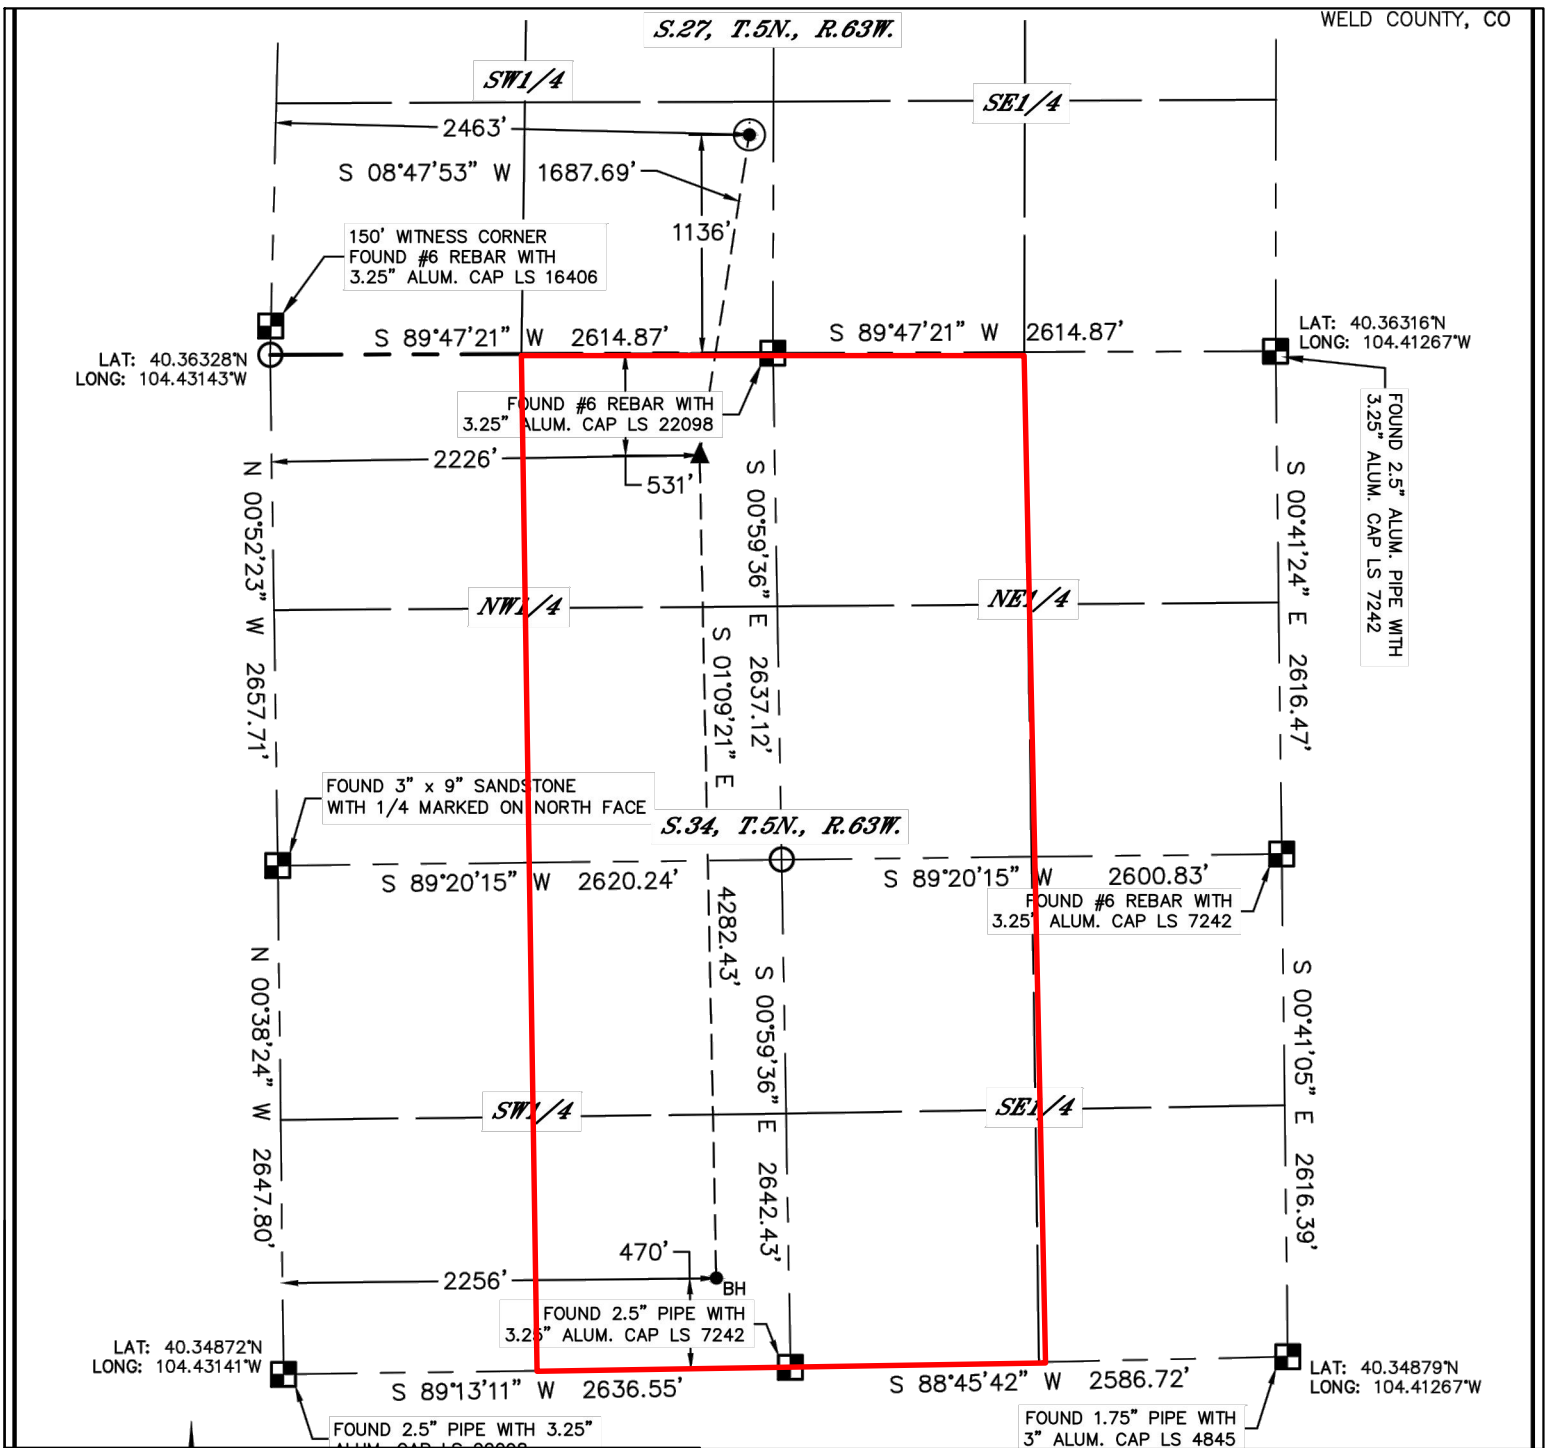 WELD COUNTY, CO
S.27, T.5N., R.63W.
SW1/4
SE1/4
2463'
S 08°47'53" W 1687.69'
1136'
150' WITNESS CORNER
FOUND #6 REBAR WITH
3.25" ALUM. CAP LS 16406
S 89°47'21" W 2614.87'
S 89°47'21" W 2614.87'
LAT: 40.36316°N
LONG: 104.41267°W
LAT: 40.36328°N
LONG: 104.43143°W
FOUND #6 REBAR WITH
3.25" ALUM. CAP LS 22098
FOUND 2.5" ALUM. PIPE WITH
3.25" ALUM. CAP LS 7242
2226'
531'
N 00°52'23" W 2657.71'
S 00°59'36" E 2637.12'
S 00°41'24" E 2616.47'
NW1/4
NE1/4
S 01°09'21" E
4282.43'
FOUND 3" x 9" SANDSTONE
WITH 1/4 MARKED ON NORTH FACE
S.34, T.5N., R.63W.
S 89°20'15" W 2620.24'
S 89°20'15" W 2600.83'
FOUND #6 REBAR WITH
3.25" ALUM. CAP LS 7242
N 00°38'24" W 2647.80'
S 00°59'36" E 2642.43'
S 00°41'05" E 2616.39'
SW1/4
SE1/4
470'
2256'
BH
FOUND 2.5" PIPE WITH
3.25" ALUM. CAP LS 7242
LAT: 40.34872°N
LONG: 104.43141°W
S 89°13'11" W 2636.55'
S 88°45'42" W 2586.72'
LAT: 40.34879°N
LONG: 104.41267°W
FOUND 2.5" PIPE WITH 3.25"
ALUM. CAP LS
FOUND 1.75" PIPE WITH
3" ALUM. CAP LS 4845